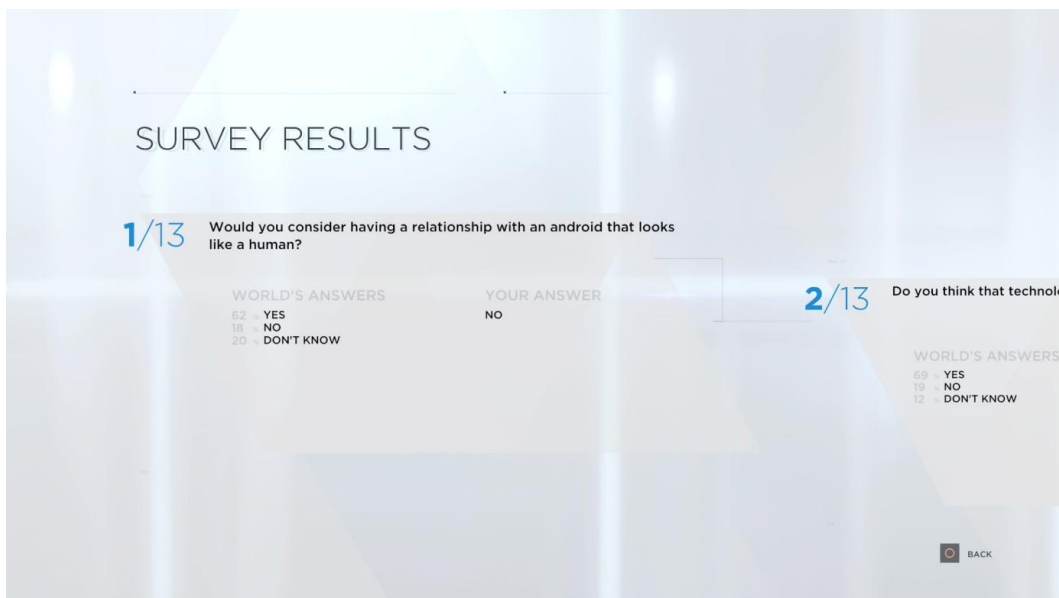 SURVEY RESULTS
1/13
Would you consider having a relationship with an android that looks
like a human?
WORLD'S ANSWERS
62 % YES
18 % NO
20 % DON'T KNOW
YOUR ANSWER
NO
2/13
Do you think that technol
WORLD'S ANSWERS
69 % YES
19 % NO
12 % DON'T KNOW
BACK